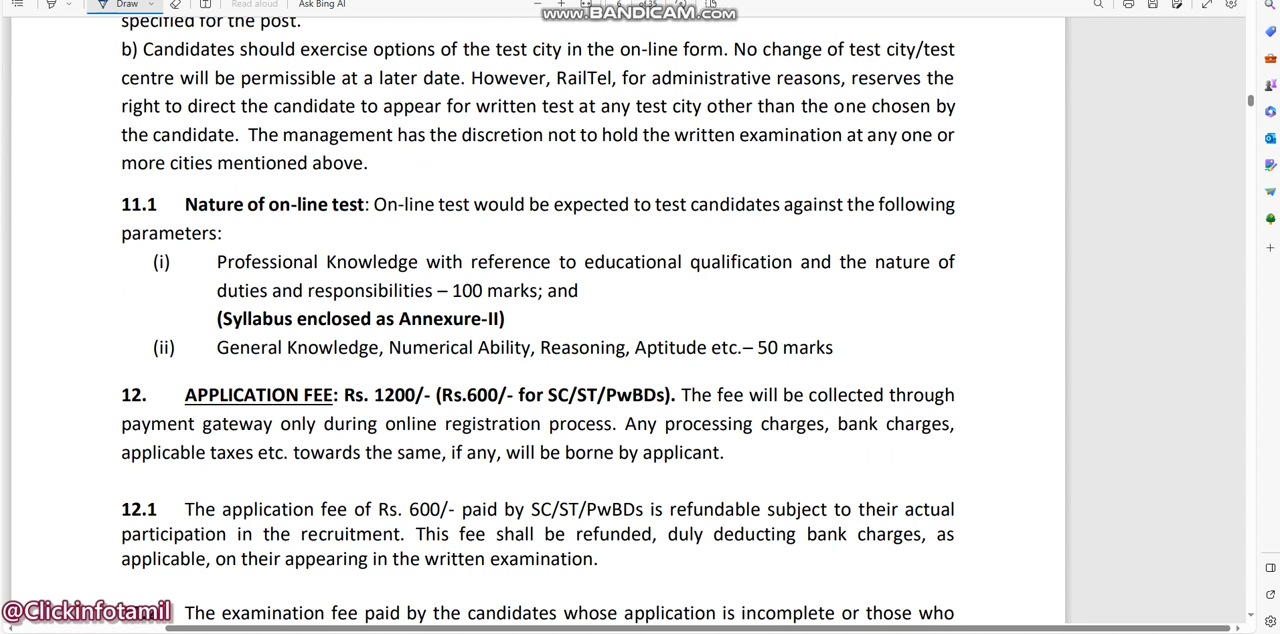 Draw
Read aloud
Ask Bing AI
www.BANDICAM.com
specified for the post.
b) Candidates should exercise options of the test city in the on-line form. No change of test city/test
centre will be permissible at a later date. However, RailTel, for administrative reasons, reserves the
right to direct the candidate to appear for written test at any test city other than the one chosen by
the candidate. The management has the discretion not to hold the written examination at any one or
more cities mentioned above.
11.1 Nature of on-line test: On-line test would be expected to test candidates against the following
parameters:
(i) Professional Knowledge with reference to educational qualification and the nature of
duties and responsibilities – 100 marks; and
(Syllabus enclosed as Annexure-II)
(ii) General Knowledge, Numerical Ability, Reasoning, Aptitude etc.– 50 marks
12. APPLICATION FEE: Rs. 1200/- (Rs.600/- for SC/ST/PwBDs). The fee will be collected through
payment gateway only during online registration process. Any processing charges, bank charges,
applicable taxes etc. towards the same, if any, will be borne by applicant.
12.1 The application fee of Rs. 600/- paid by SC/ST/PwBDs is refundable subject to their actual
participation in the recruitment. This fee shall be refunded, duly deducting bank charges, as
applicable, on their appearing in the written examination.
@Clickinfotamil
The examination fee paid by the candidates whose application is incomplete or those who